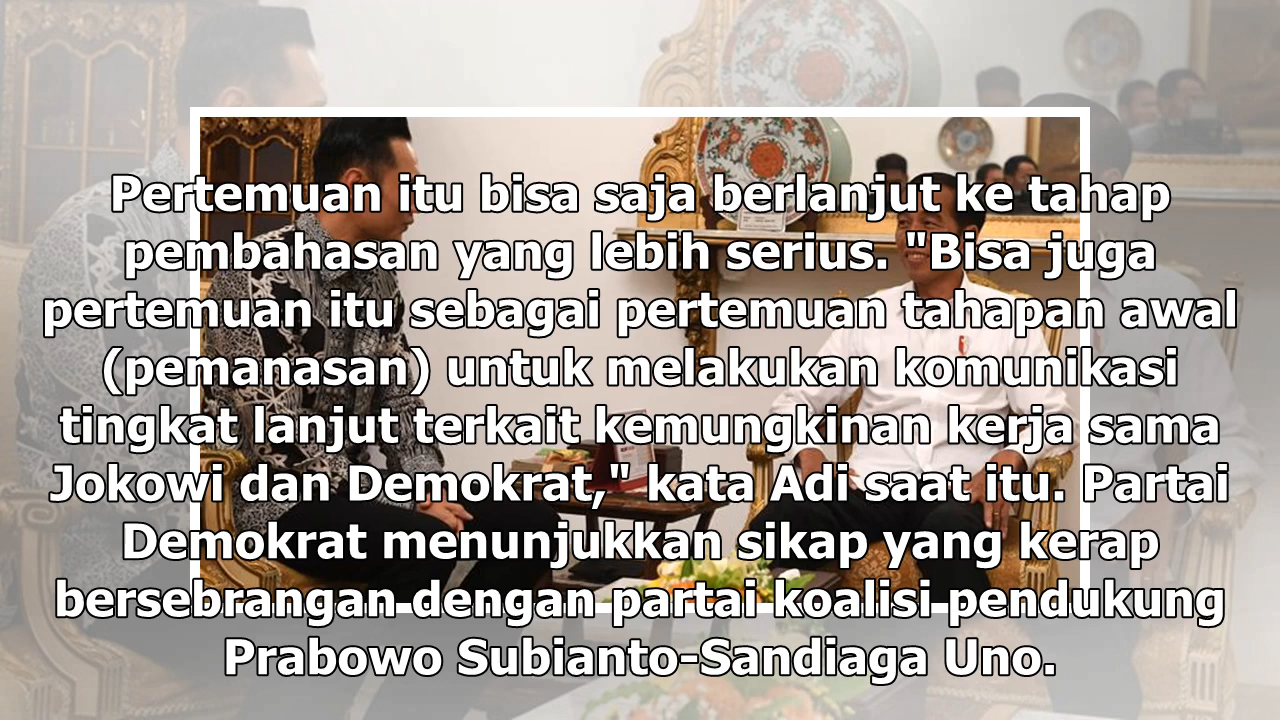 Pertemuan itu bisa saja berlanjut ke tahap
pembahasan yang lebih serius. "Bisa juga
pertemuan itu sebagai pertemuan tahapan awal
(pemanasan) untuk melakukan komunikasi
tingkat lanjut terkait kemungkinan kerja sama
Jokowi dan Demokrat," kata Adi saat itu. Partai
Demokrat menunjukkan sikap yang kerap
bersebrangan dengan partai koalisi pendukung
Prabowo Subianto-Sandiaga Uno.